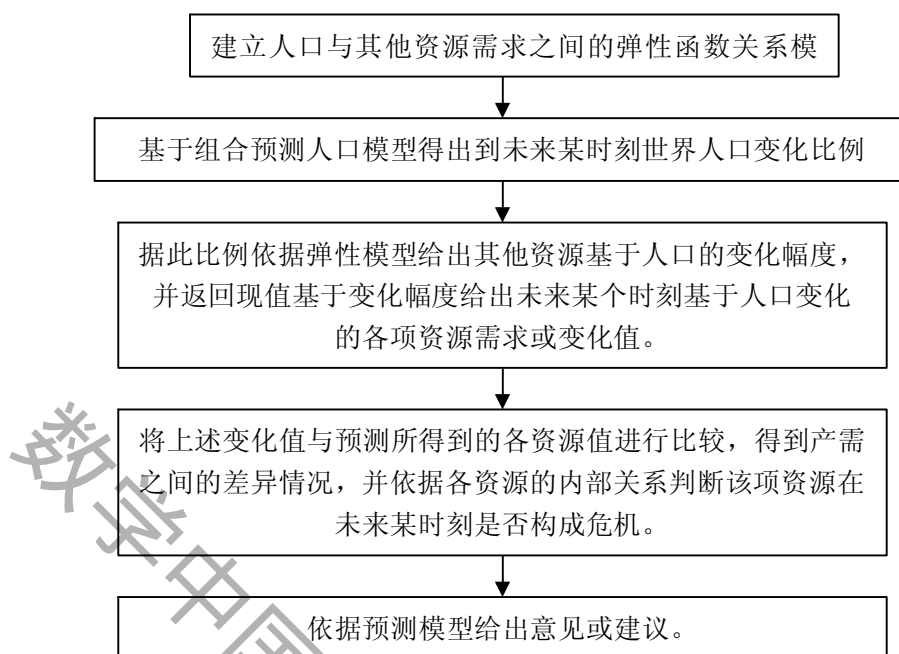 建立人口与其他资源需求之间的弹性函数关系模
基于组合预测人口模型得出到未来某时刻世界人口变化比例
据此比例依据弹性模型给出其他资源基于人口的变化幅度,
并返回现值基于变化幅度给出未来某个时刻基于人口变化
的各项资源需求或变化值。
将上述变化值与预测所得到的各资源值进行比较，得到产需
之间的差异情况，并依据各资源的内部关系判断该项资源在
未来某时刻是否构成危机。
依据预测模型给出意见或建议。
数学中国